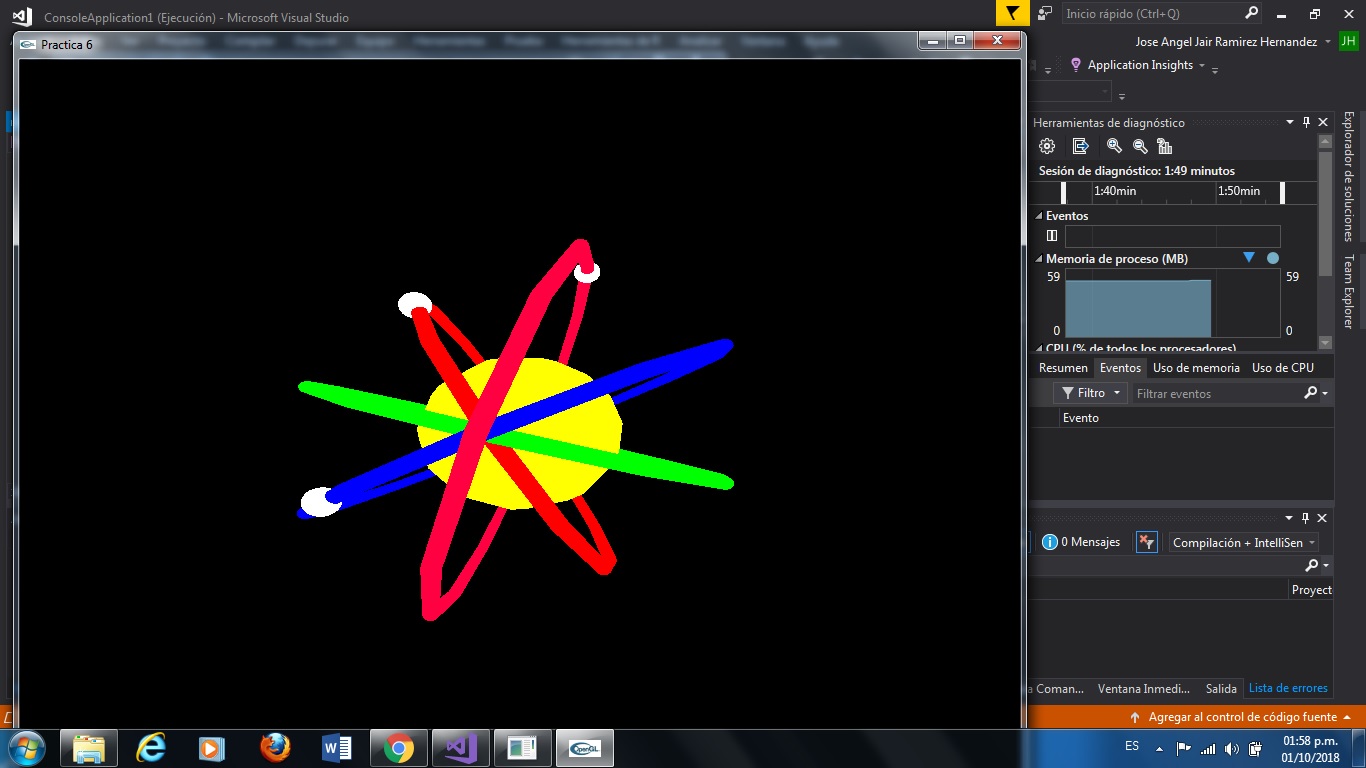 ConsoleApplication1 (Ejecución) - Microsoft Visual Studio
Inicio rápido (Ctrl+Q)
Practica 6
Jose Angel Jair Ramirez Hernandez
JH
Application Insights
Herramientas de diagnóstico
Sesión de diagnóstico: 1:49 minutos
1:40min 1:50min
Eventos
Memoria de proceso (MB)
59 59
0 0
CPU (% de todos los procesadores)
Resumen Eventos Uso de memoria Uso de CPU
Filtro Filtrar eventos
Evento
0 Mensajes Compilación + IntelliSen
Proyect
a Coman... Ventana Inmedi... Salida Lista de errores
Agregar al control de código fuente
Explorador de soluciones
Team Explorer
OpenGL
ES
01:58 p.m.
01/10/2018